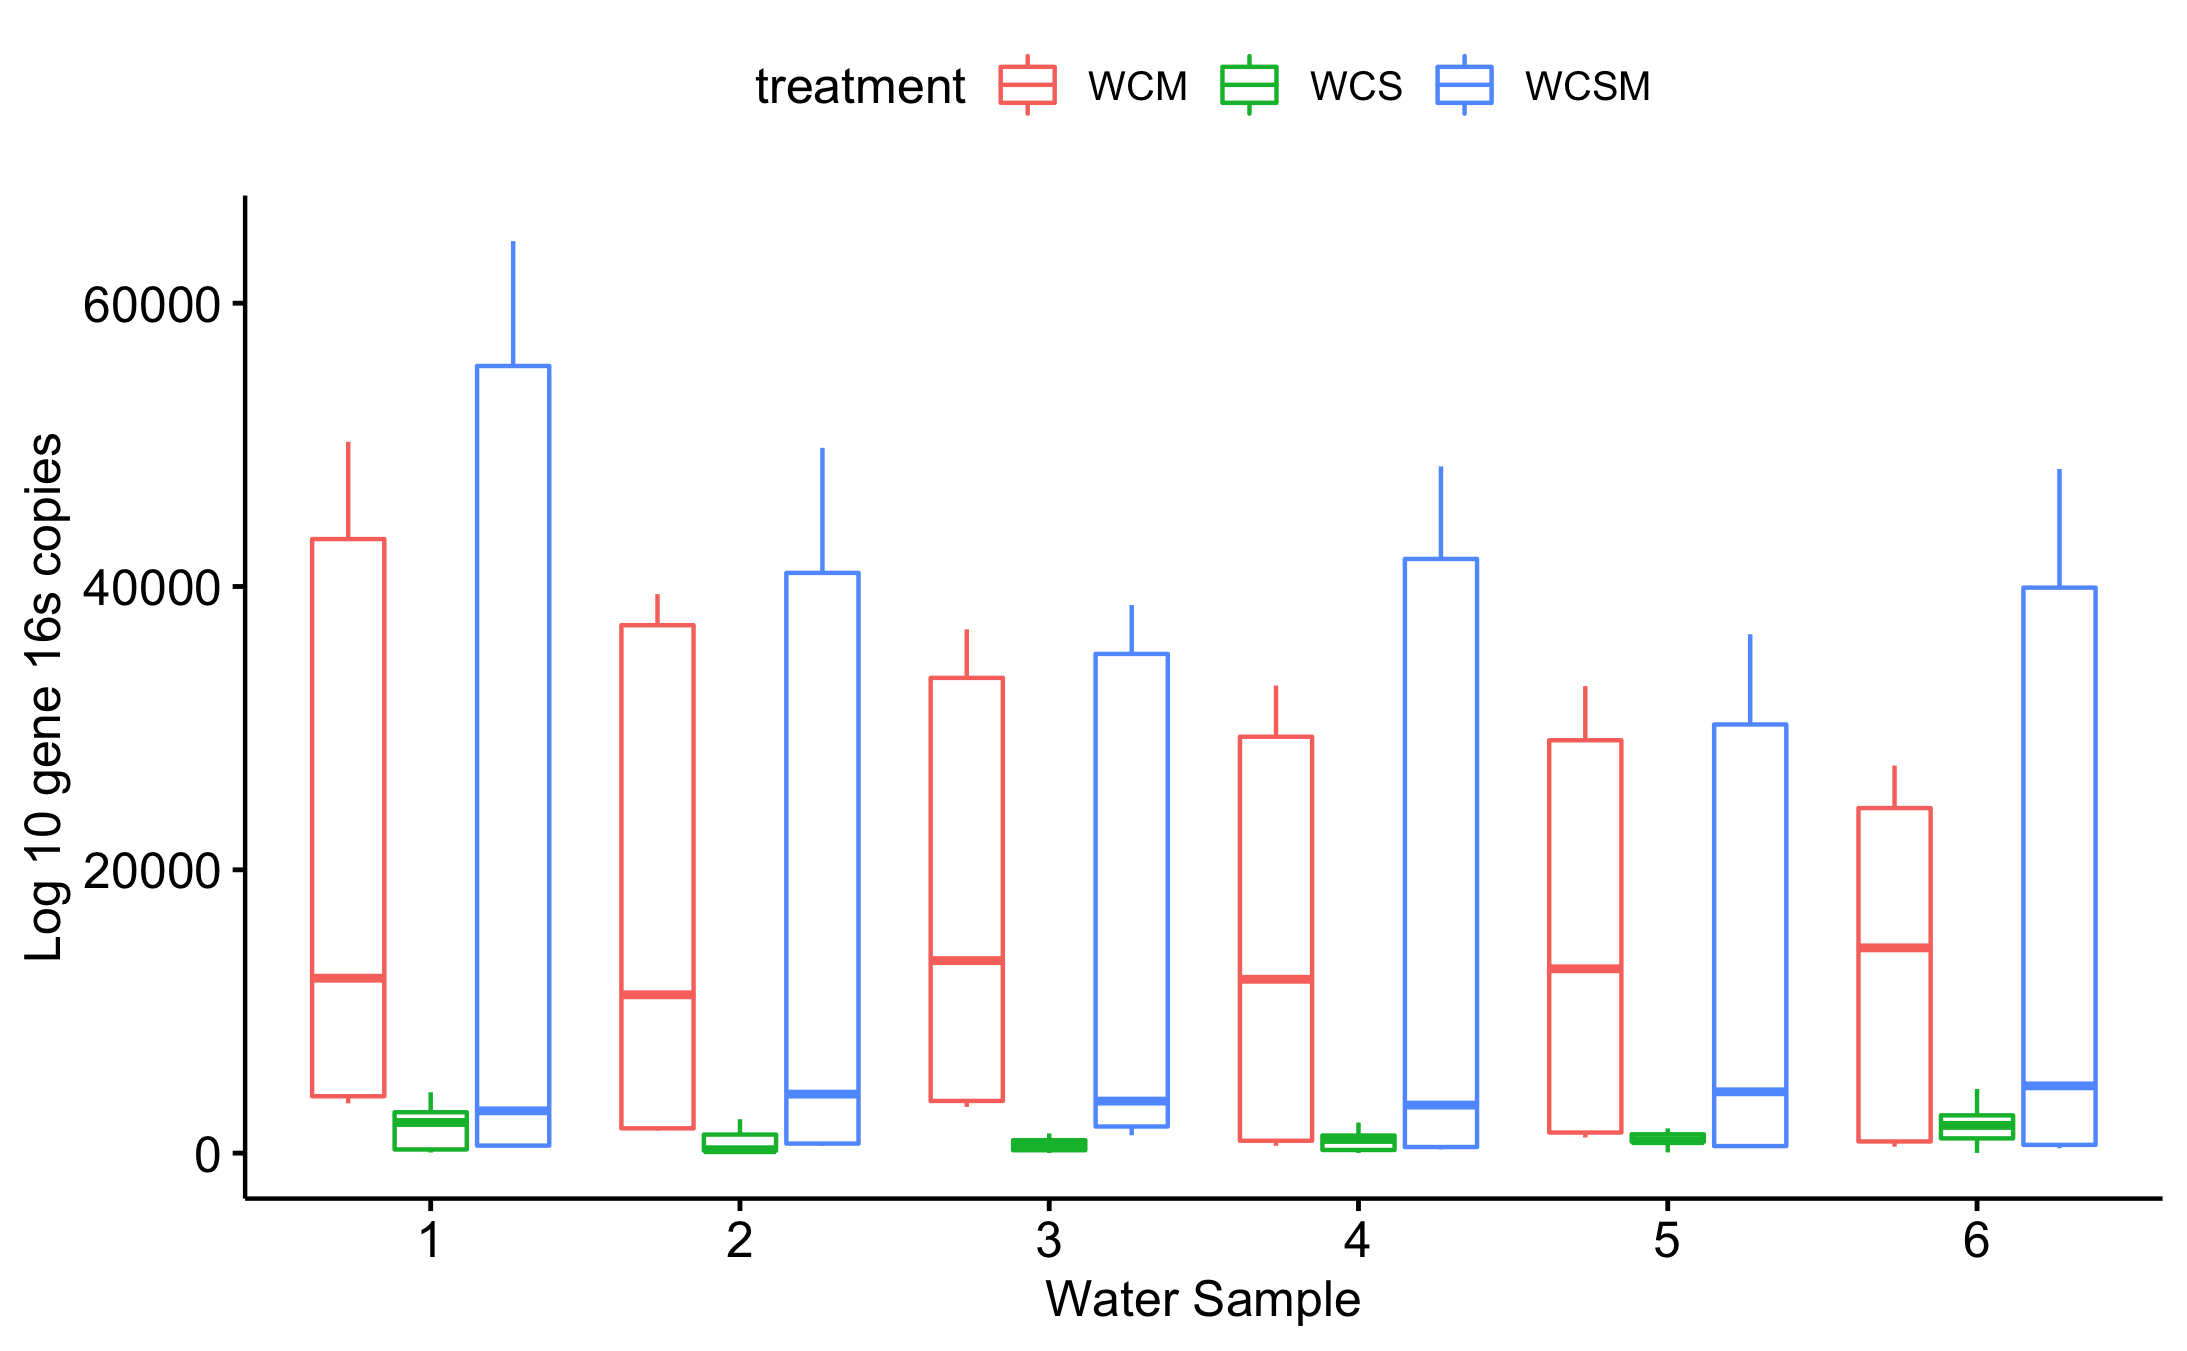 treatment WCM WCS WCSM
Log 10 gene 16s copies
60000
40000
20000
0
1 2 3 4 5 6
Water Sample